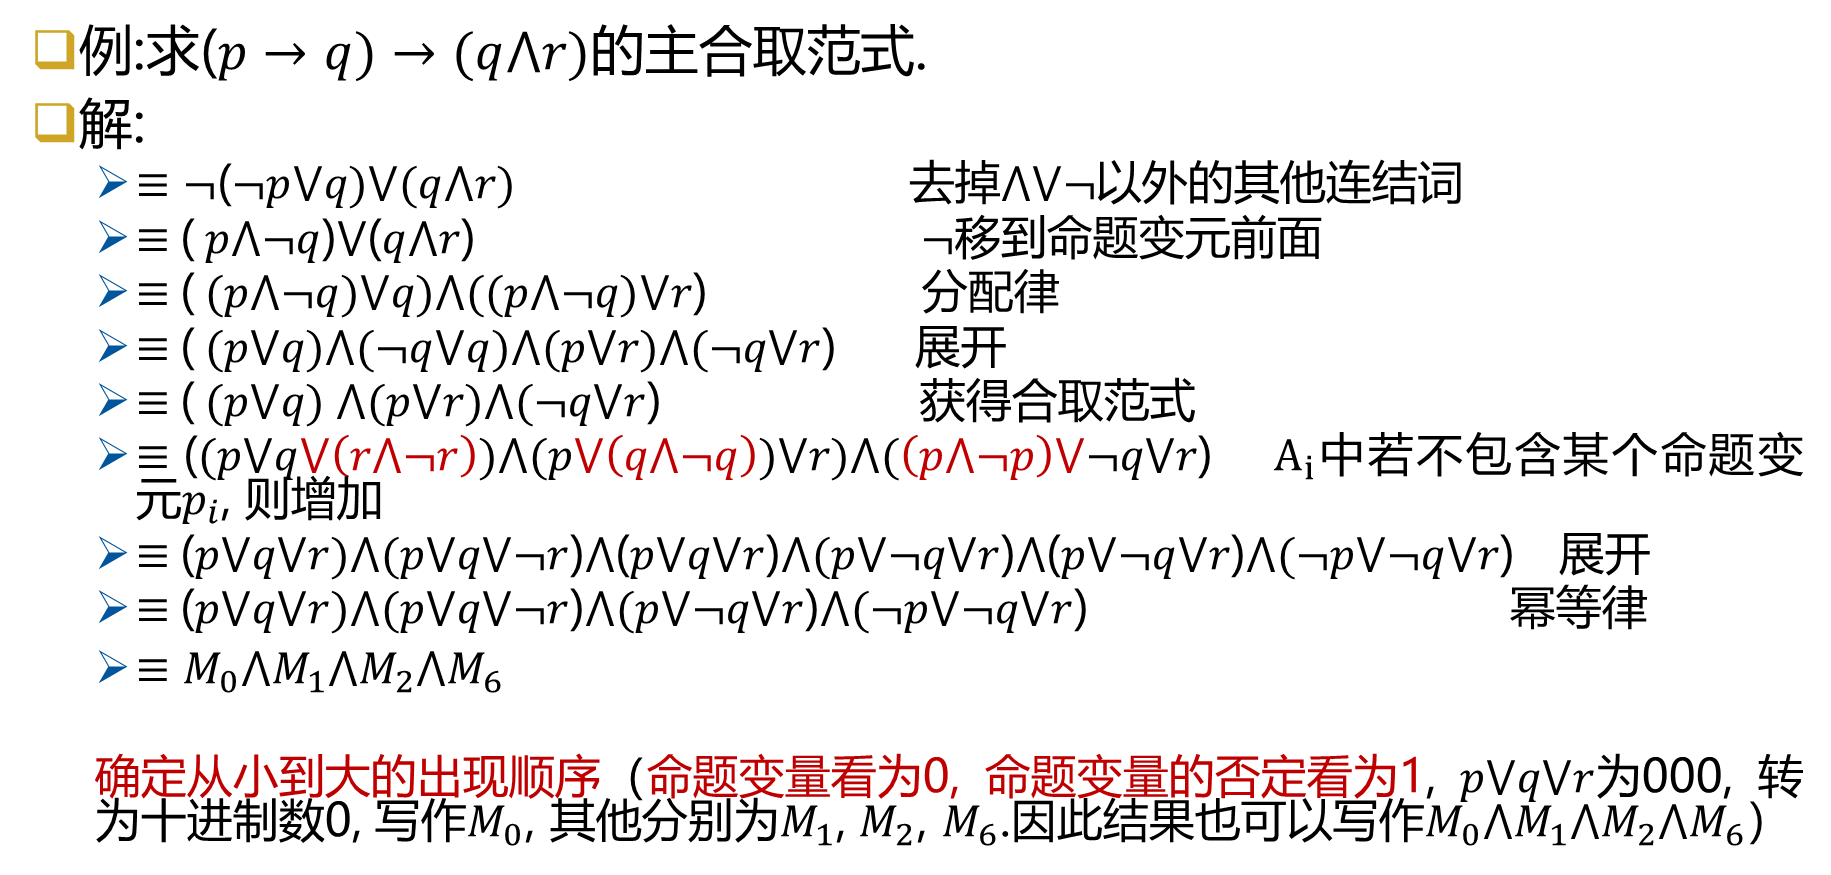 ❑例:求(p → q) → (q∧r)的主合取范式.
❑解:
➢≡ ¬(¬p∨q)∨(q∧r) 去掉∧∨¬以外的其他连结词
➢≡ ( p∧¬q)∨(q∧r) ¬移到命题变元前面
➢≡ ( (p∧¬q)∨q)∧((p∧¬q)∨r) 分配律
➢≡ ( (p∨q)∧(¬q∨q)∧(p∨r)∧(¬q∨r) 展开
➢≡ ( (p∨q) ∧(p∨r)∧(¬q∨r) 获得合取范式
➢≡ ((p∨q∨(r∧¬r))∧(p∨(q∧¬q))∨r)∧((p∧¬p)∨¬q∨r) Aᵢ中若不包含某个命题变
元pᵢ, 则增加
➢≡ (p∨q∨r)∧(p∨q∨¬r)∧(p∨q∨r)∧(p∨¬q∨r)∧(p∨¬q∨r)∧(¬p∨¬q∨r) 展开
➢≡ (p∨q∨r)∧(p∨q∨¬r)∧(p∨¬q∨r)∧(¬p∨¬q∨r) 幂等律
➢≡ M₀∧M₁∧M₂∧M₆
确定从小到大的出现顺序（命题变量看为0, 命题变量的否定看为1, p∨q∨r为000, 转
为十进制数0, 写作M₀, 其他分别为M₁, M₂, M₆.因此结果也可以写作M₀∧M₁∧M₂∧M₆）